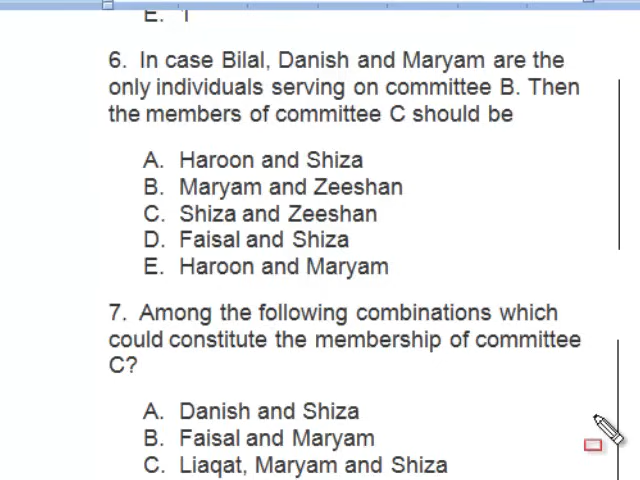 E. 1
6. In case Bilal, Danish and Maryam are the
only individuals serving on committee B. Then
the members of committee C should be
A. Haroon and Shiza
B. Maryam and Zeeshan
C. Shiza and Zeeshan
D. Faisal and Shiza
E. Haroon and Maryam
7. Among the following combinations which
could constitute the membership of committee
C?
A. Danish and Shiza
B. Faisal and Maryam
C. Liaqat, Maryam and Shiza